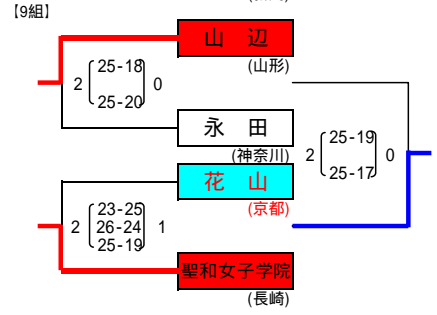 【9組】
山 辺
(山形)
2 25-18 0
25-20
永 田
(神奈川)
2 25-19 0
25-17
花 山
(京都)
23-25
2 26-24 1
25-19
聖和女子学院
(長崎)